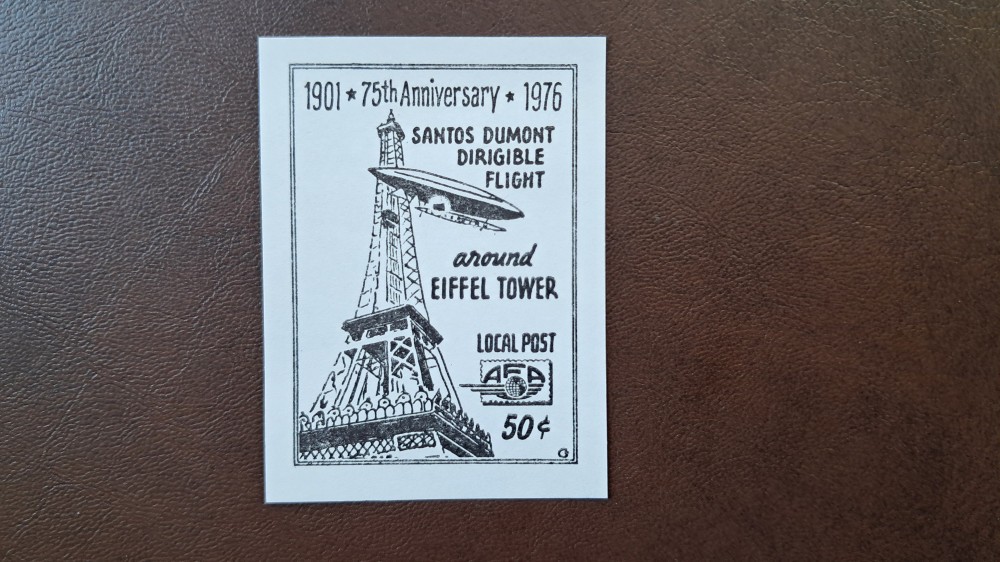 1901 ★ 75th Anniversary ★ 1976
SANTOS DUMONT
DIRIGIBLE
FLIGHT
around
EIFFEL TOWER
LOCAL POST
AFA
50¢
G